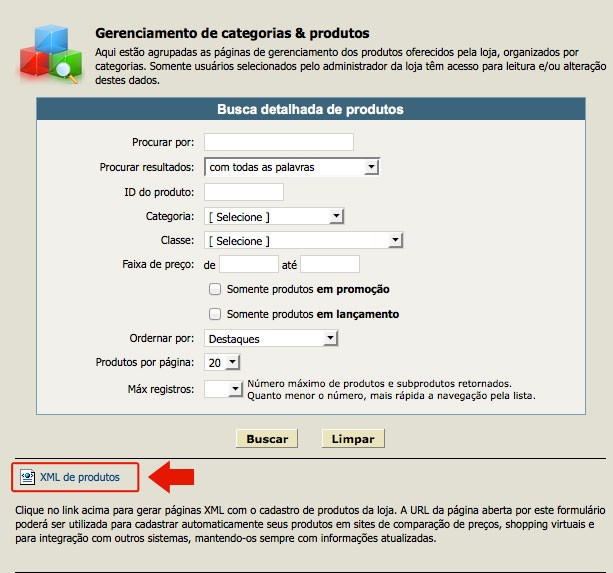 Gerenciamento de categorias & produtos
Aqui estão agrupadas as páginas de gerenciamento dos produtos oferecidos pela loja, organizados por
categorias. Somente usuários selecionados pelo administrador da loja têm acesso para leitura e/ou alteração
destes dados.
Busca detalhada de produtos
Procurar por:
Procurar resultados: com todas as palavras
ID do produto:
Categoria: [ Selecione ]
Classe: [ Selecione ]
Faixa de preço: de até
Somente produtos em promoção
Somente produtos em lançamento
Ordernar por: Destaques
Produtos por página: 20
Máx registros: Número máximo de produtos e subprodutos retornados.
Quanto menor o número, mais rápida a navegação pela lista.
Buscar Limpar
XML de produtos
Clique no link acima para gerar páginas XML com o cadastro de produtos da loja. A URL da página aberta por este formulário
poderá ser utilizada para cadastrar automaticamente seus produtos em sites de comparação de preços, shopping virtuais e
para integração com outros sistemas, mantendo-os sempre com informações atualizadas.